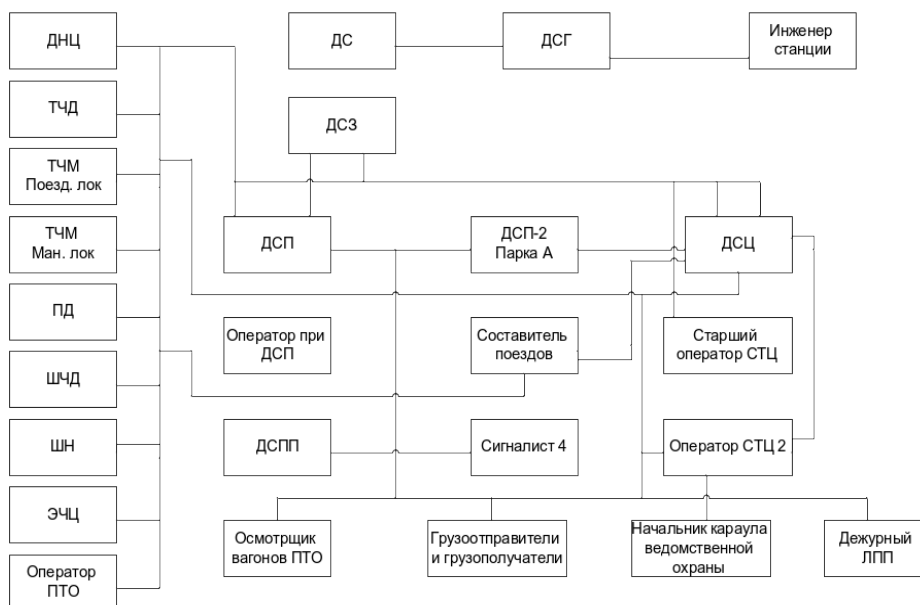 ДНЦ
ДС
ДСГ
Инженер
станции
ТЧД
ДСЗ
ТЧМ
Поезд. лок
ТЧМ
Ман. лок
ДСП
ДСП-2
Парка А
ДСЦ
ПД
Оператор при
ДСП
Составитель
поездов
Старший
оператор СТЦ
ШЧД
ШН
ДСПП
Сигналист 4
Оператор СТЦ 2
ЭЧЦ
Осмотрщик
вагонов ПТО
Грузоотправители
и грузополучатели
Начальник караула
ведомственной
охраны
Дежурный
ЛПП
Оператор
ПТО